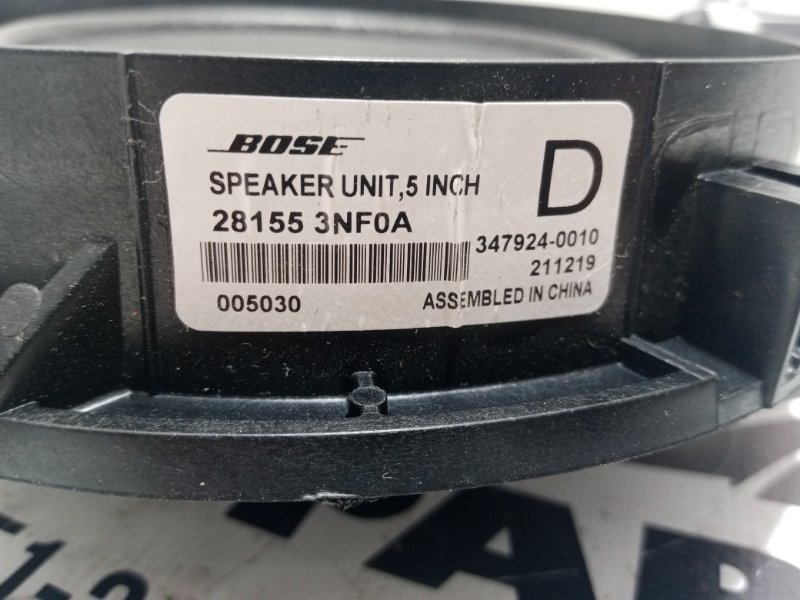 BOSE
D
SPEAKER UNIT,5 INCH
28155 3NF0A
347924-0010
211219
005030
ASSEMBLED IN CHINA